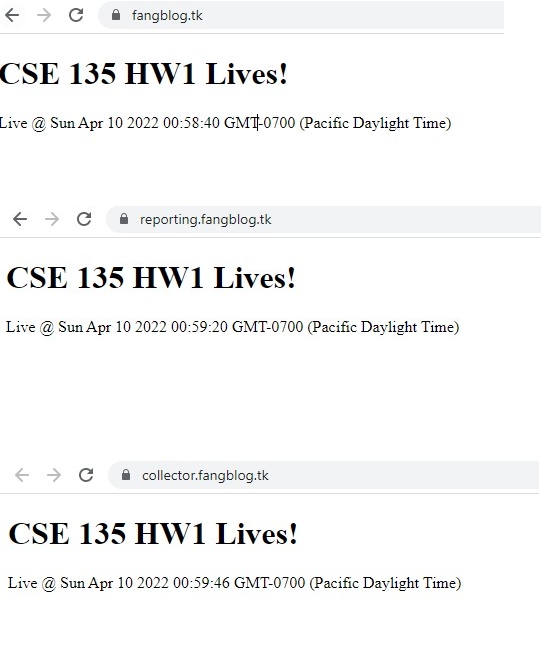 fangblog.tk
CSE 135 HW1 Lives!
Live @ Sun Apr 10 2022 00:58:40 GMT-0700 (Pacific Daylight Time)
reporting.fangblog.tk
CSE 135 HW1 Lives!
Live @ Sun Apr 10 2022 00:59:20 GMT-0700 (Pacific Daylight Time)
collector.fangblog.tk
CSE 135 HW1 Lives!
Live @ Sun Apr 10 2022 00:59:46 GMT-0700 (Pacific Daylight Time)